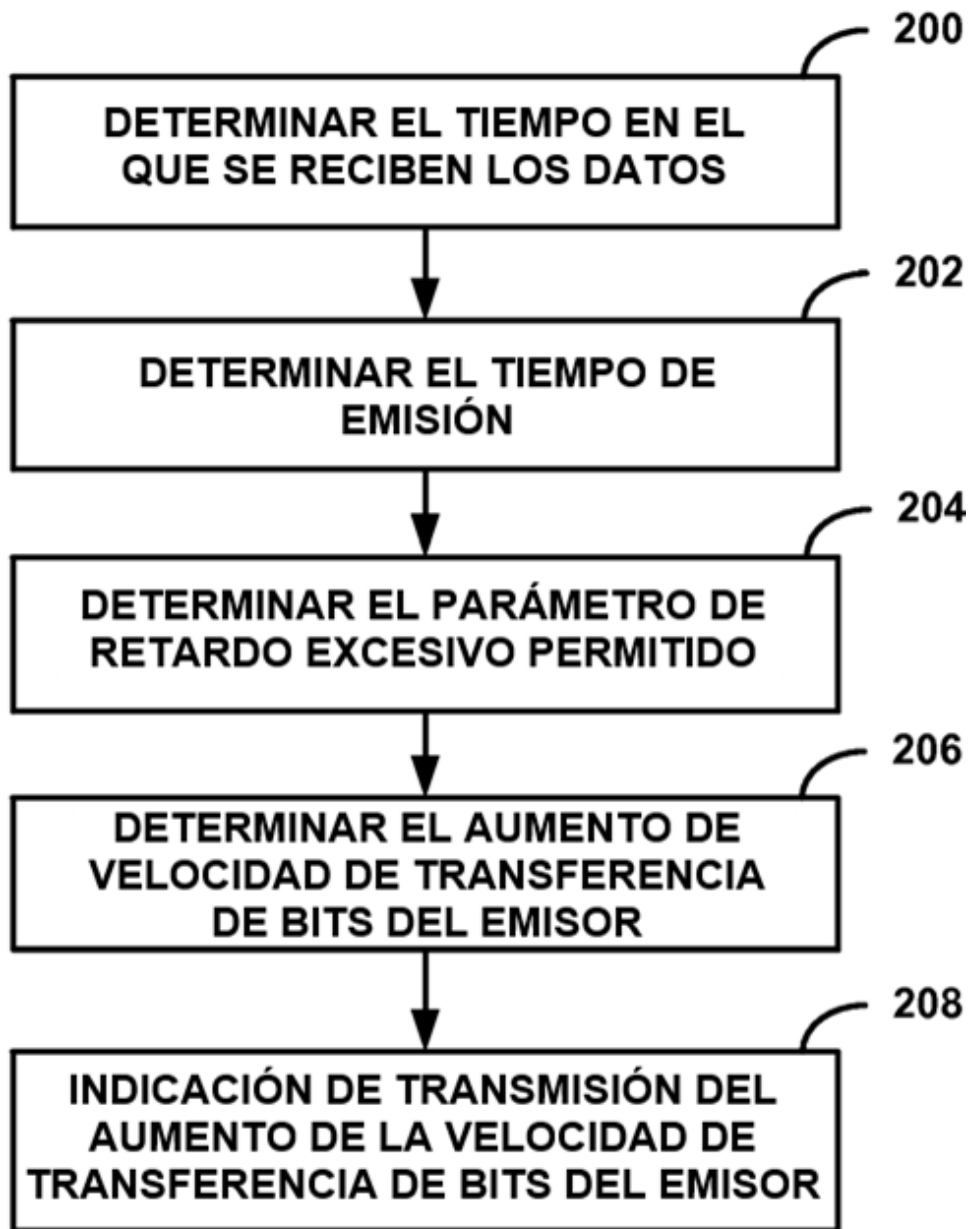 200
DETERMINAR EL TIEMPO EN EL
QUE SE RECIBEN LOS DATOS
202
DETERMINAR EL TIEMPO DE
EMISIÓN
204
DETERMINAR EL PARÁMETRO DE
RETARDO EXCESIVO PERMITIDO
206
DETERMINAR EL AUMENTO DE
VELOCIDAD DE TRANSFERENCIA
DE BITS DEL EMISOR
208
INDICACIÓN DE TRANSMISIÓN DEL
AUMENTO DE LA VELOCIDAD DE
TRANSFERENCIA DE BITS DEL EMISOR